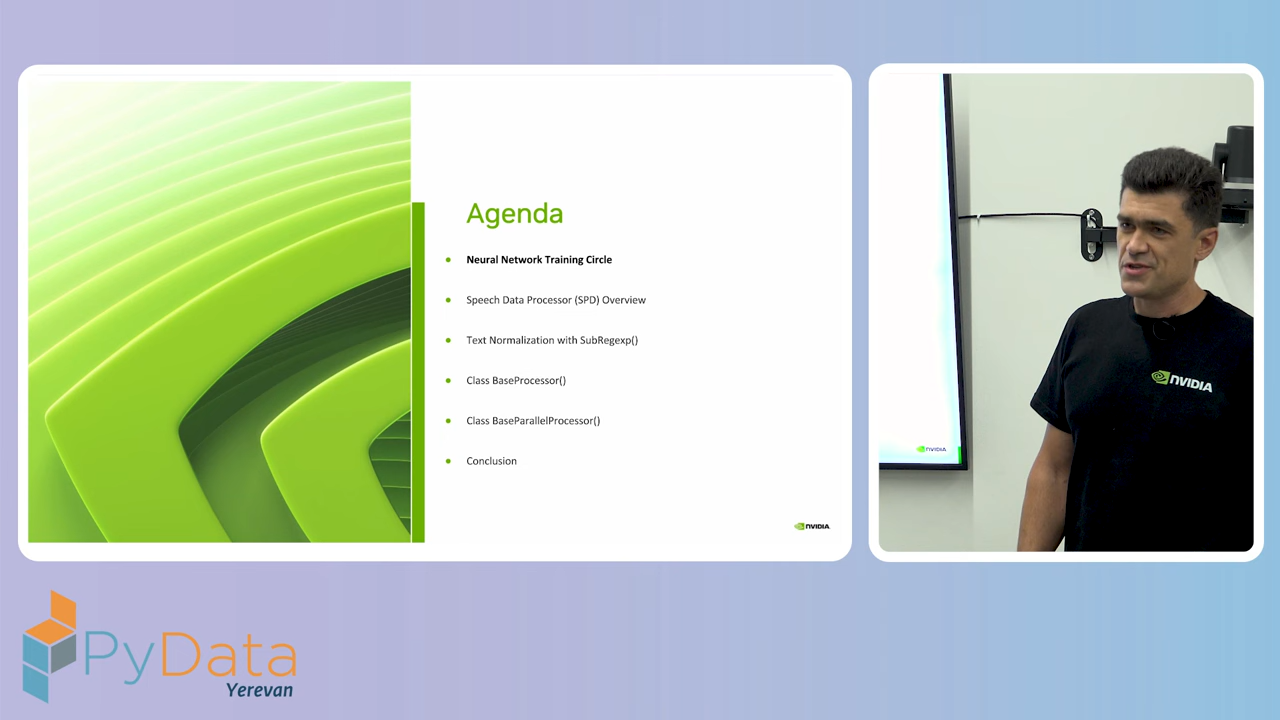 Agenda
Neural Network Training Circle
Speech Data Processor (SPD) Overview
Text Normalization with SubRegexp()
Class BaseProcessor()
Class BaseParallelProcessor()
Conclusion
NVIDIA
NVIDIA
NVIDIA
PyData
Yerevan